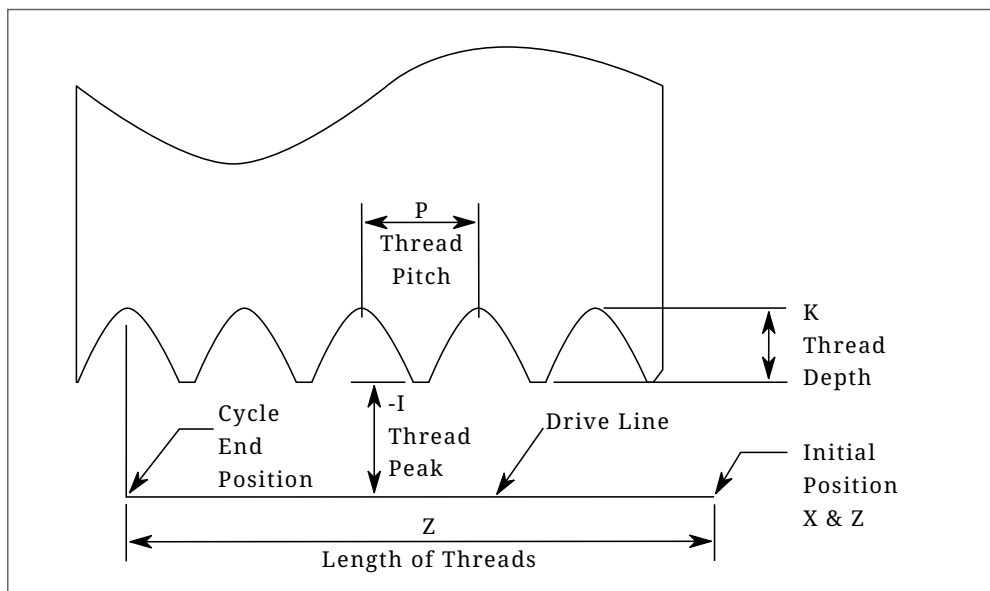 P
Thread
Pitch
K
Thread
Depth
-I
Thread
Peak
Cycle
End
Position
Drive Line
Initial
Position
X & Z
Z
Length of Threads